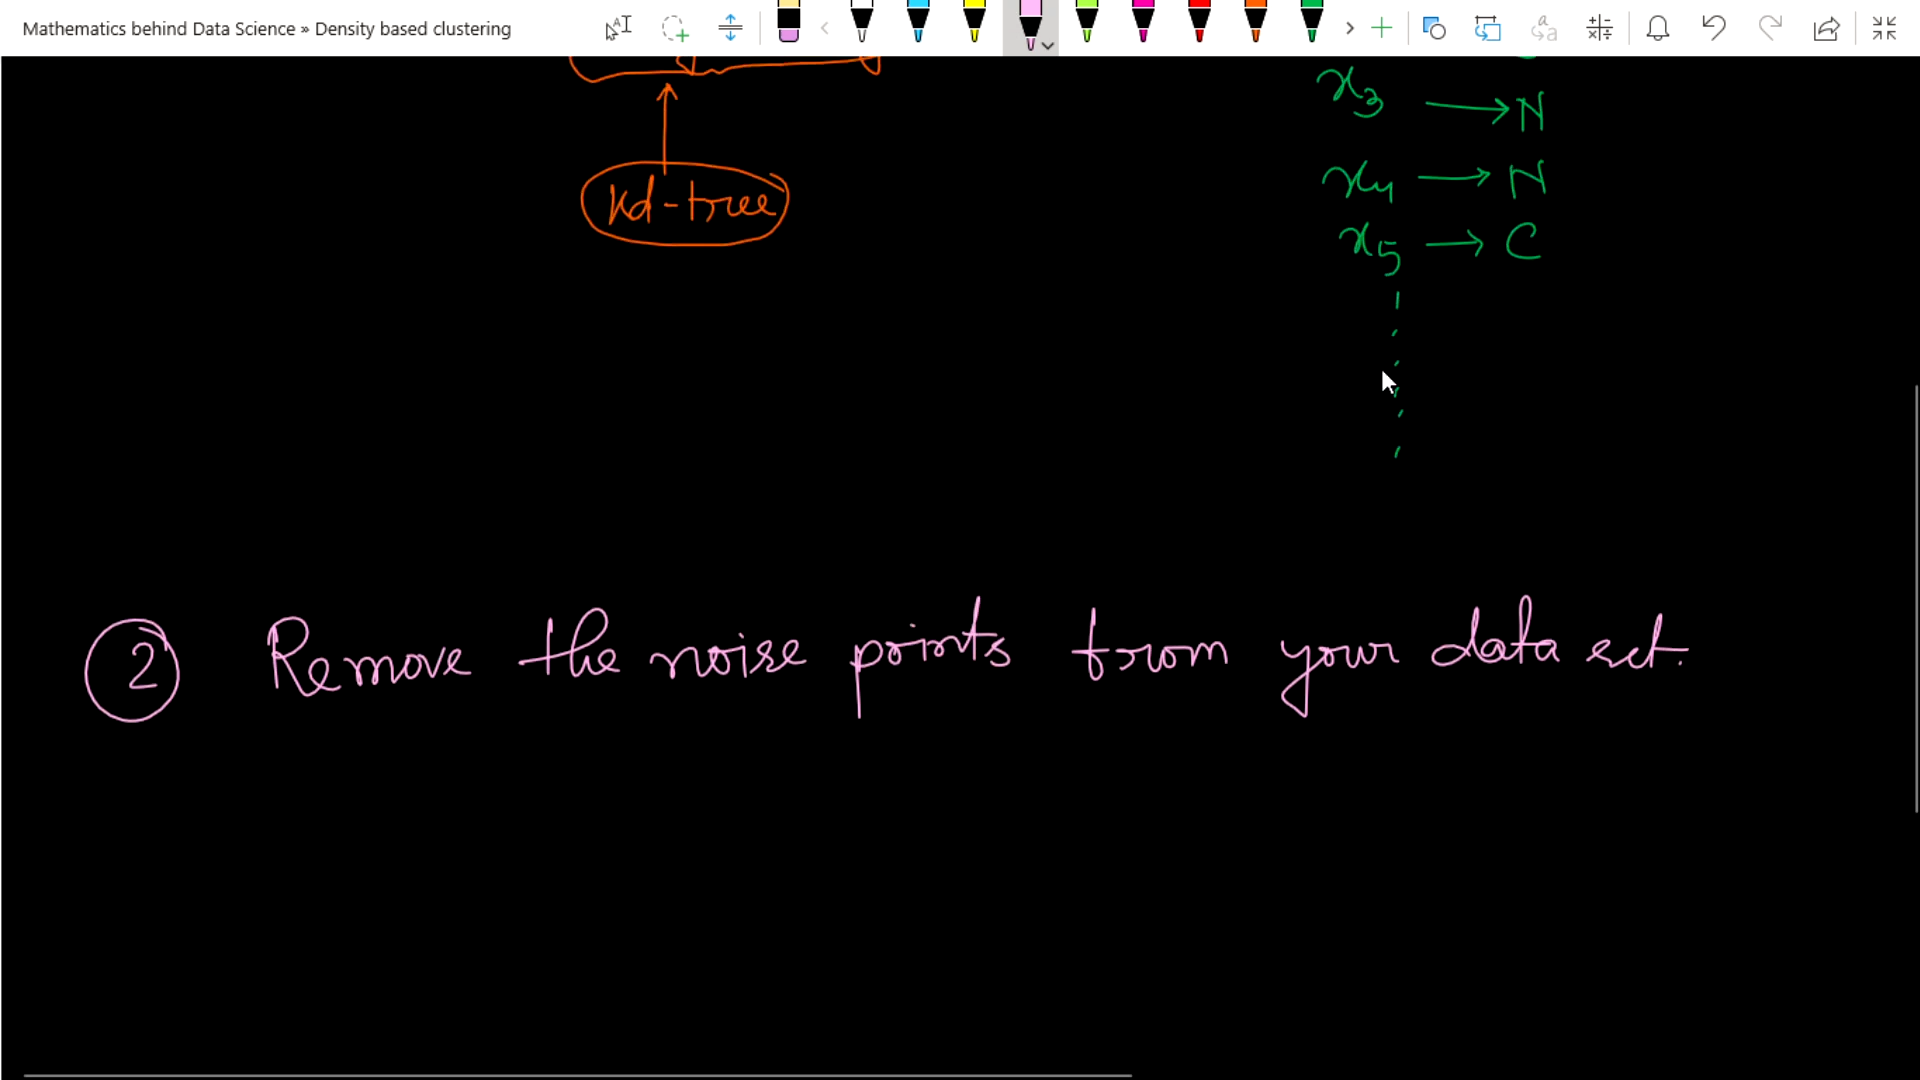 Mathematics behind Data Science » Density based clustering
x3 → N
kd-tree
x4 → N
x5 → C
2 Remove the noise points from your data set.